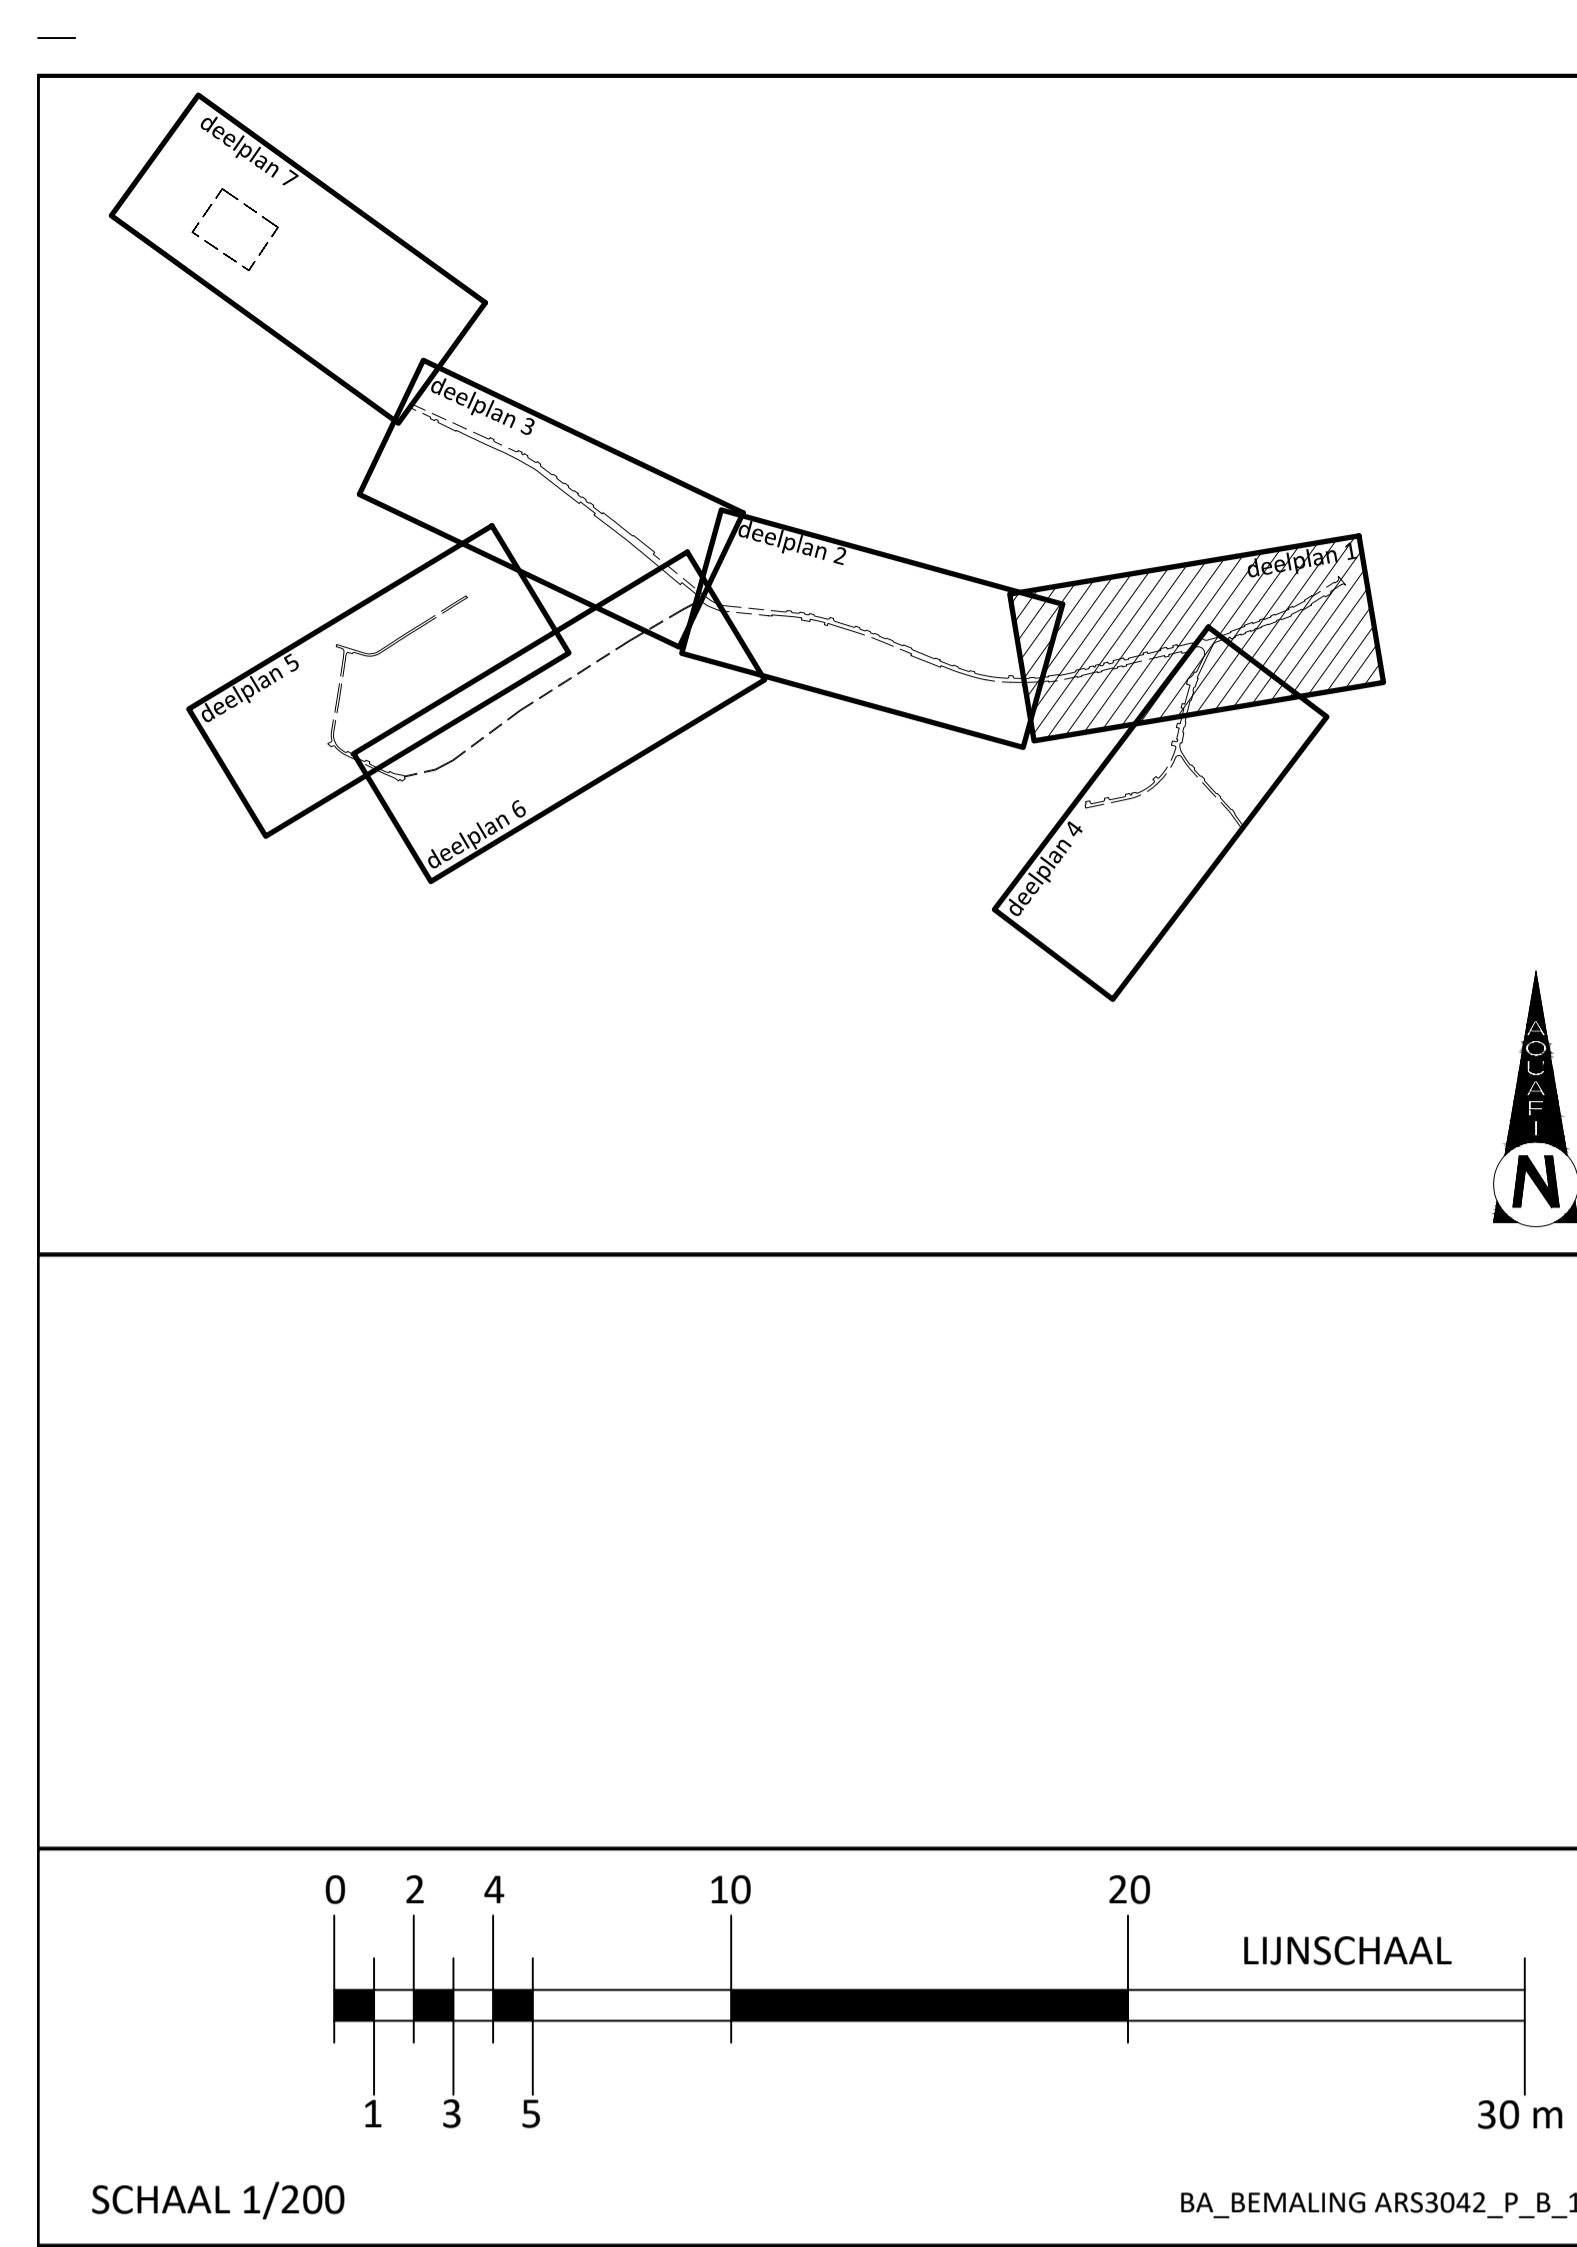 deelplan 7
deelplan 3
deelplan 2
deelplan 1
deelplan 5
deelplan 6
deelplan 4
AQUAFI
N
0 2 4 10 20
LIJNSCHAAL
1 3 5 30 m
SCHAAL 1/200
BA_BEMALING ARS3042_P_B_1